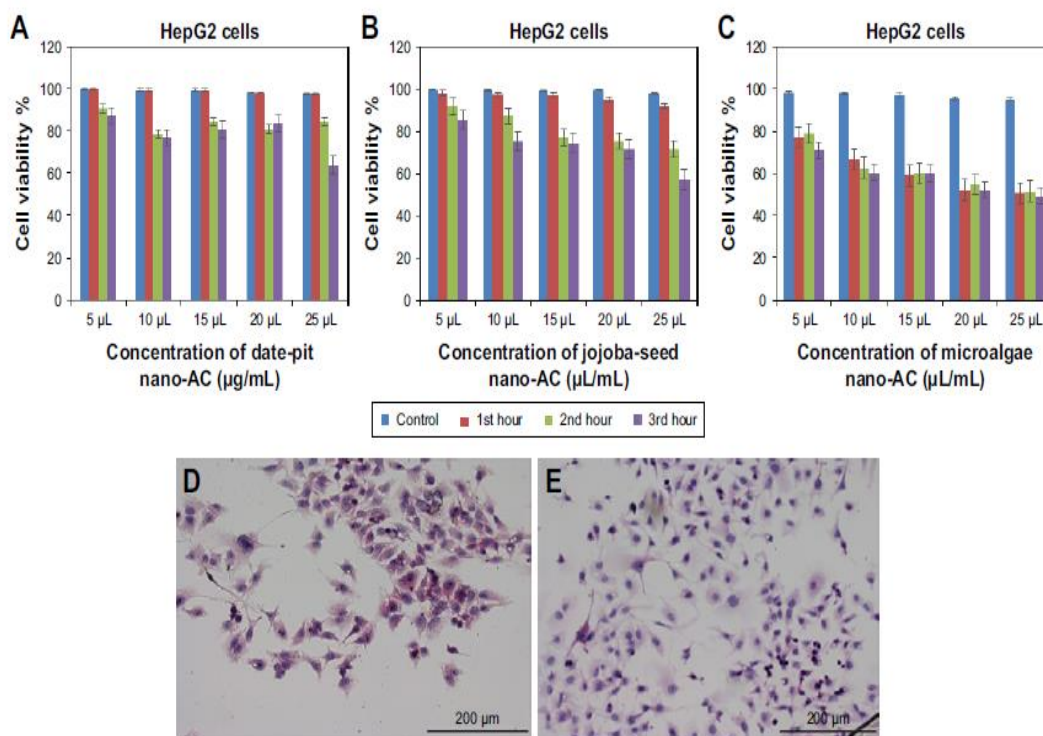 A
HepG2 cells
120
100
80
60
40
20
0
Cell viability %
5 µL 10 µL 15 µL 20 µL 25 µL
Concentration of date-pit
nano-AC (µg/mL)
B
HepG2 cells
120
100
80
60
40
20
0
Cell viability %
5 µL 10 µL 15 µL 20 µL 25 µL
Concentration of jojoba-seed
nano-AC (µL/mL)
C
HepG2 cells
120
100
80
60
40
20
0
Cell viability %
5 µL 10 µL 15 µL 20 µL 25 µL
Concentration of microalgae
nano-AC (µL/mL)
Control 1st hour 2nd hour 3rd hour
D
200 µm
E
200 µm